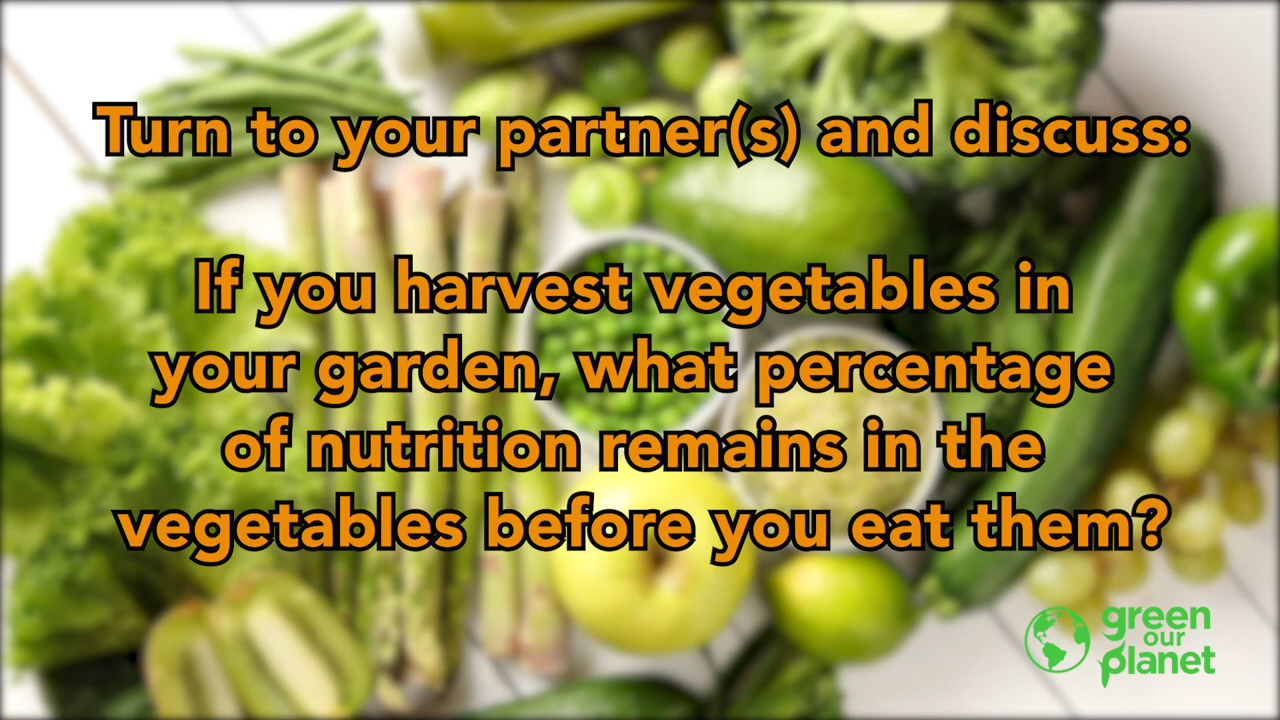 Turn to your partner(s) and discuss:
If you harvest vegetables in
your garden, what percentage
of nutrition remains in the
vegetables before you eat them?
green
our
planet